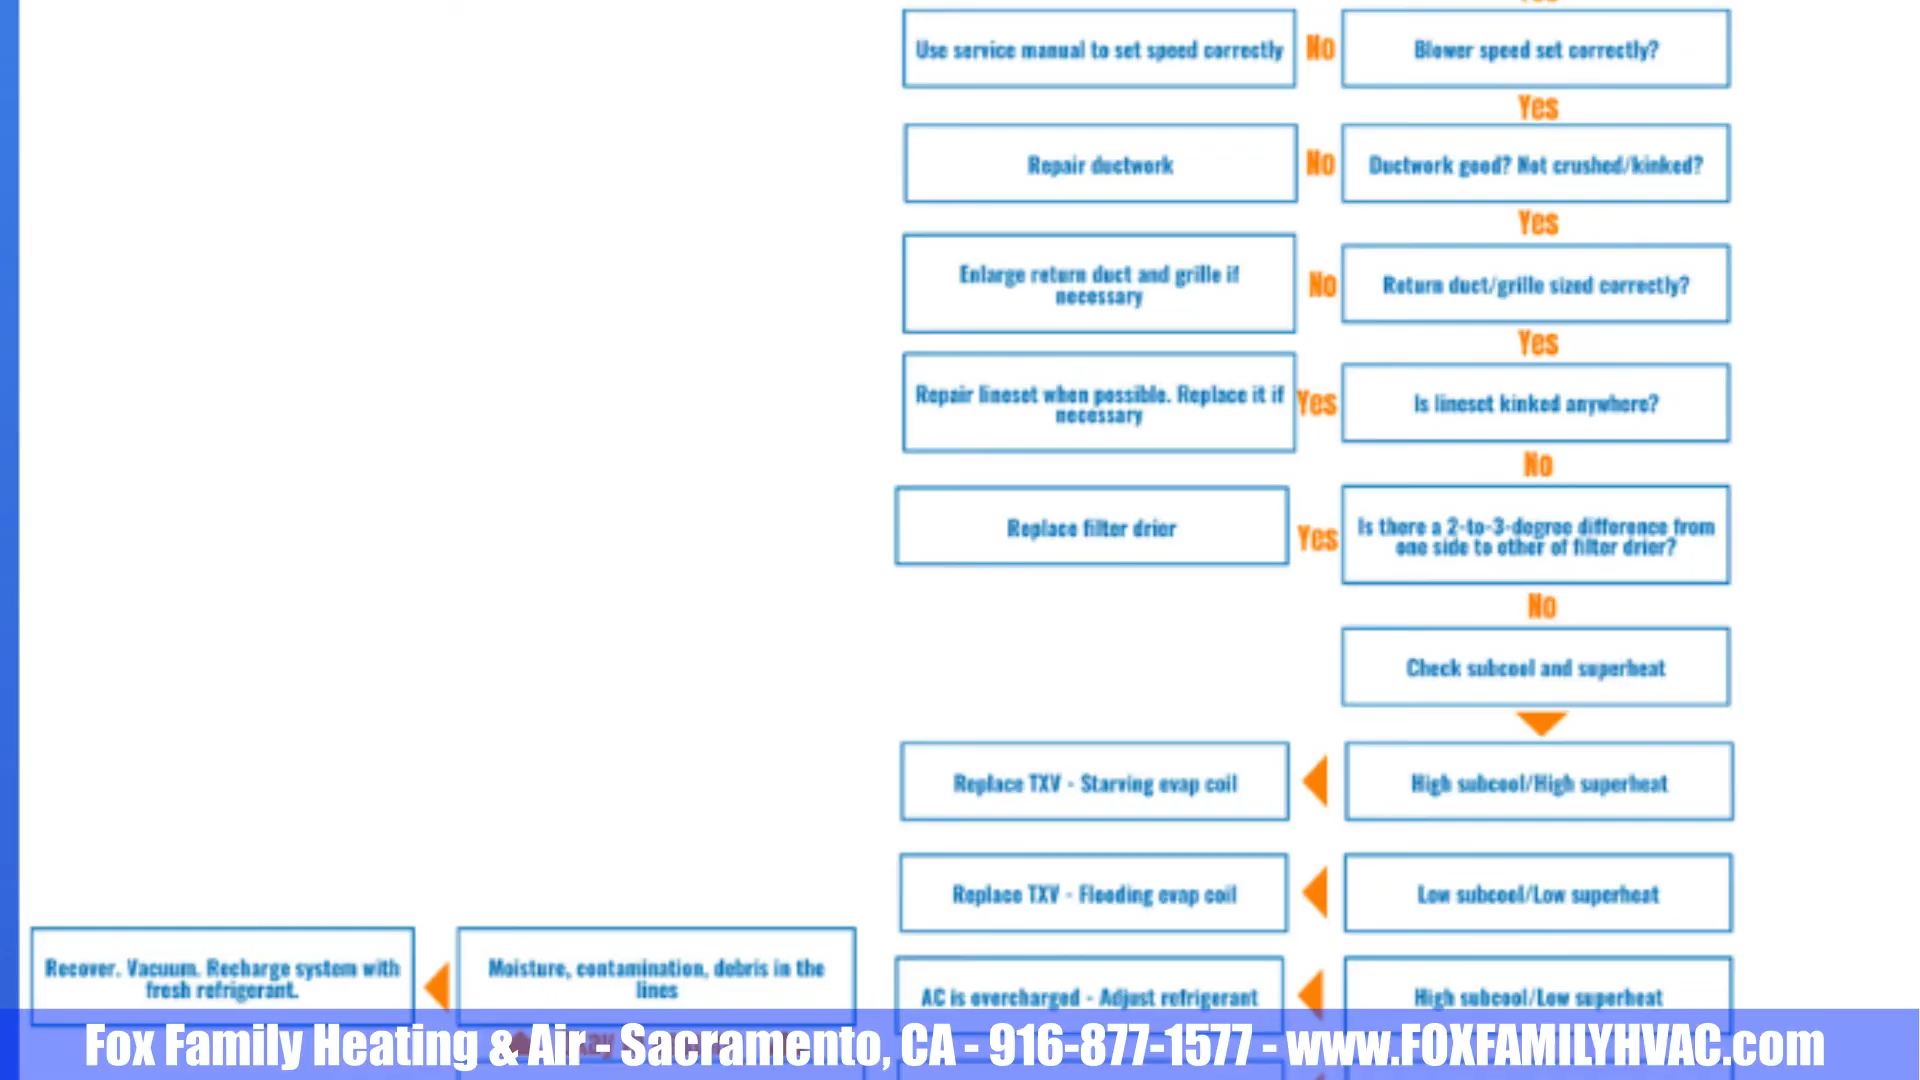 Use service manual to set speed correctly
No
Blower speed set correctly?
Yes
Repair ductwork
No
Ductwork good? Not crushed/kinked?
Yes
Enlarge return duct and grille if
necessary
No
Return duct/grille sized correctly?
Yes
Repair lineset when possible. Replace it if
necessary
Yes
Is lineset kinked anywhere?
No
Replace filter drier
Yes
Is there a 2-to-3-degree difference from
one side to other of filter drier?
No
Check subcool and superheat
Replace TXV - Starving evap coil
High subcool/High superheat
Replace TXV - Flooding evap coil
Low subcool/Low superheat
Recover. Vacuum. Recharge system with
fresh refrigerant.
Moisture, contamination, debris in the
lines
AC is overcharged - Adjust refrigerant
High subcool/Low superheat
Fox Family Heating & Air - Sacramento, CA - 916-877-1577 - www.FOXFAMILYHVAC.com